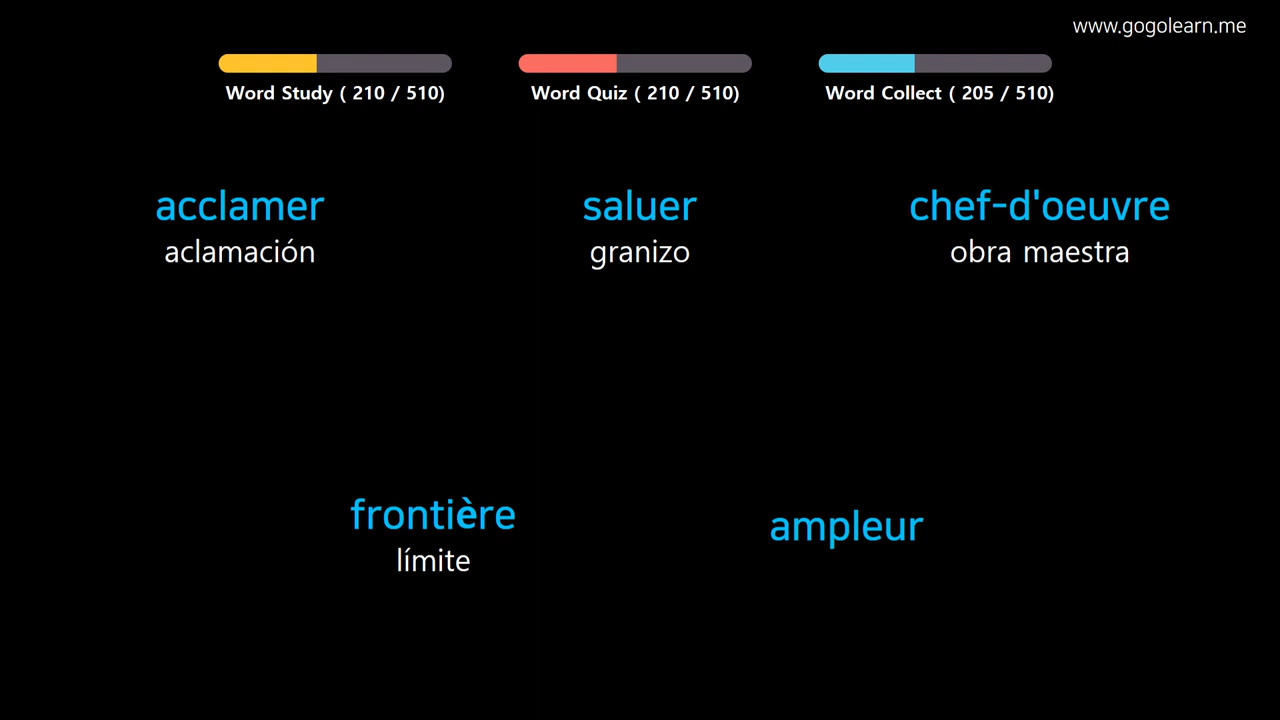 www.gogolearn.me
Word Study ( 210 / 510)
Word Quiz ( 210 / 510)
Word Collect ( 205 / 510)
acclamer
aclamación
saluer
granizo
chef-d'oeuvre
obra maestra
frontière
límite
ampleur